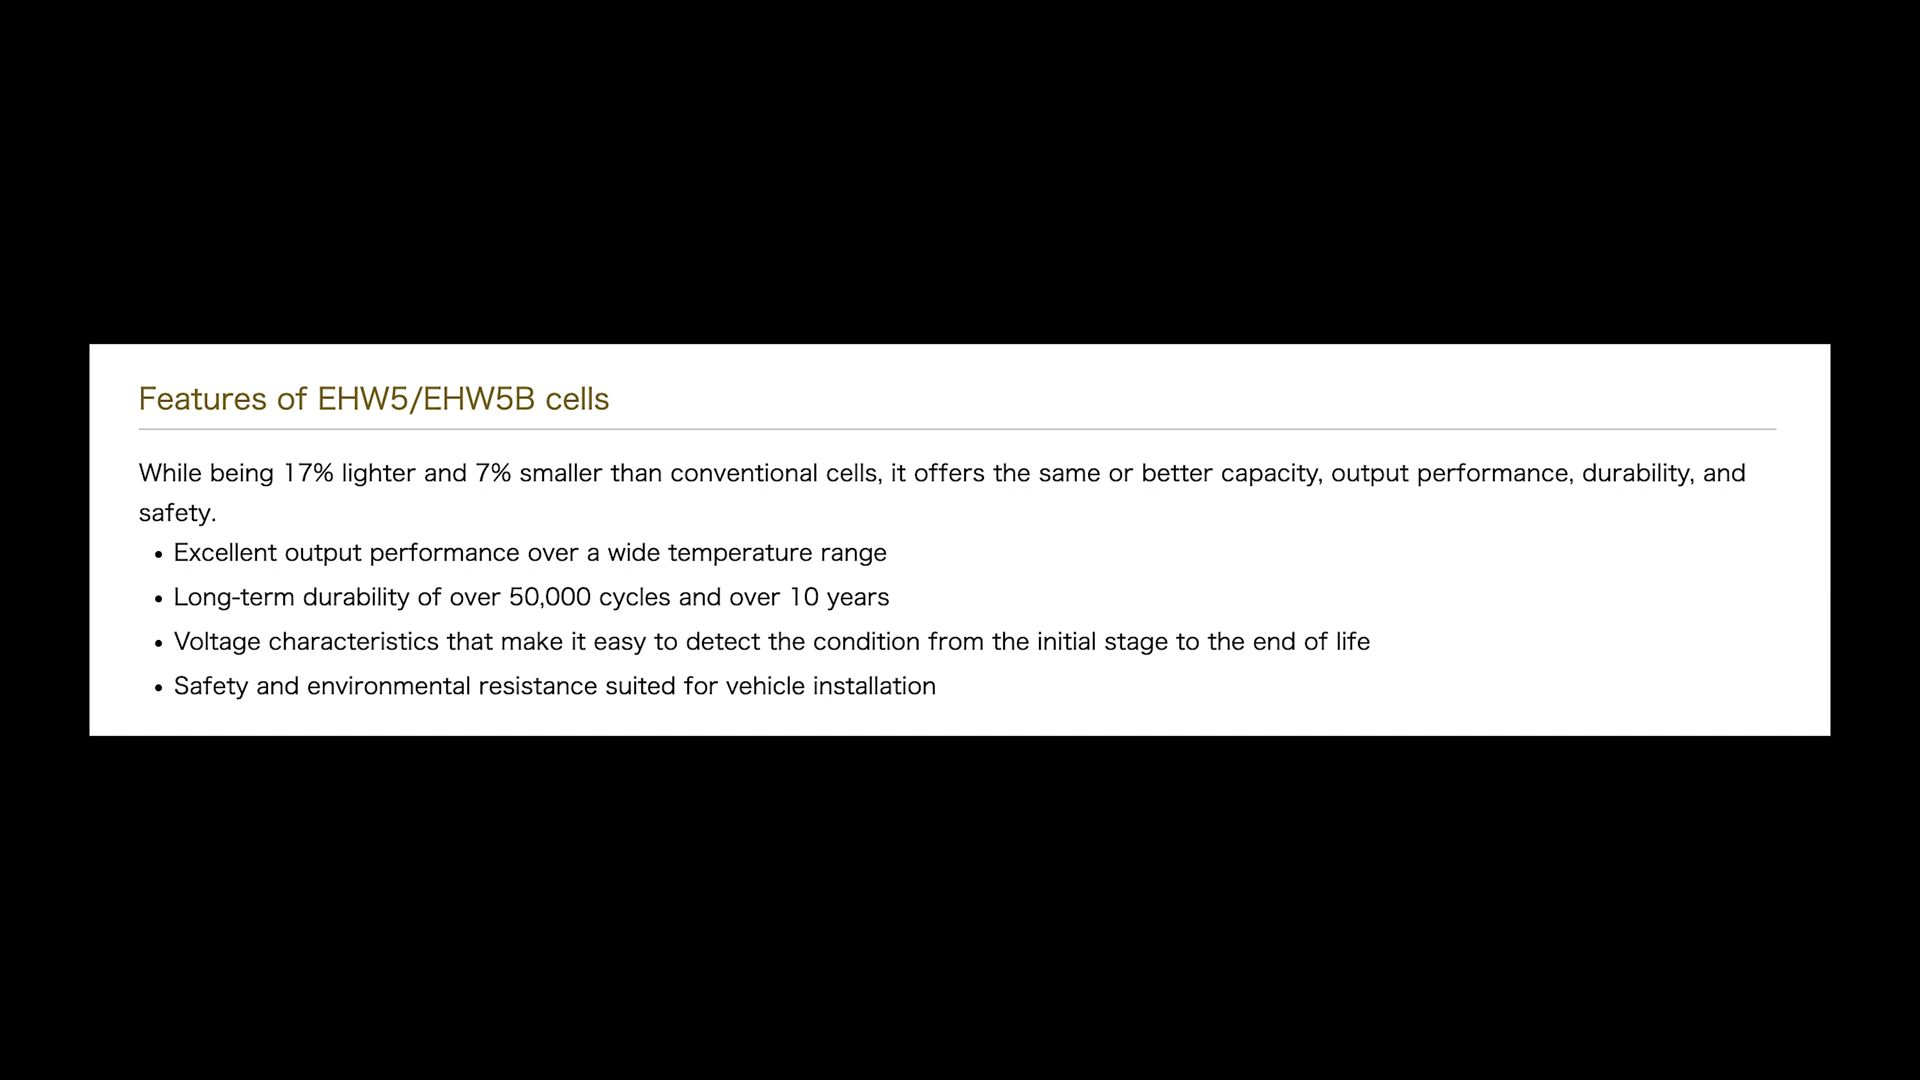 Features of EHW5/EHW5B cells
While being 17% lighter and 7% smaller than conventional cells, it offers the same or better capacity, output performance, durability, and
safety.
• Excellent output performance over a wide temperature range
• Long-term durability of over 50,000 cycles and over 10 years
• Voltage characteristics that make it easy to detect the condition from the initial stage to the end of life
• Safety and environmental resistance suited for vehicle installation